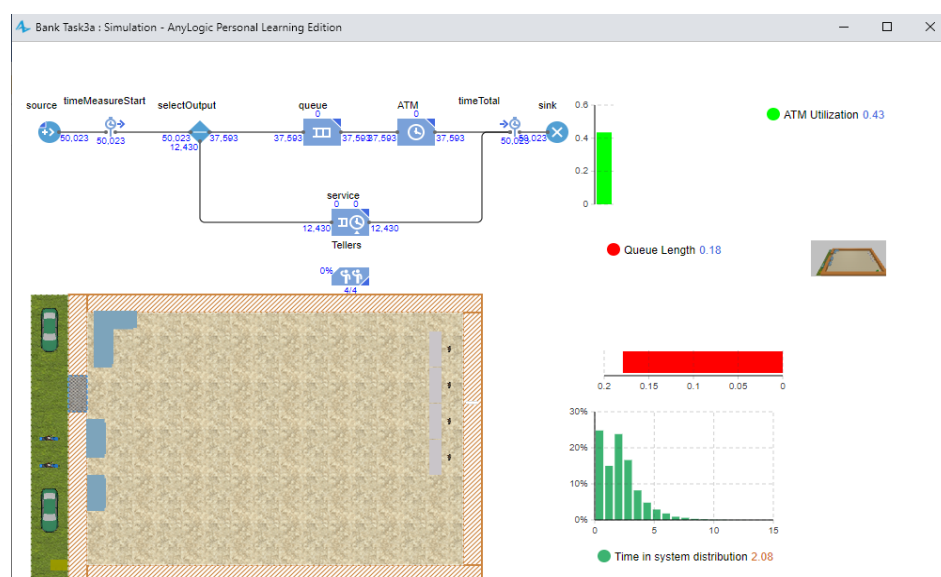 Bank Task3a : Simulation - AnyLogic Personal Learning Edition
source timeMeasureStart selectOutput queue ATM timeTotal sink
0 0
50,023 50,023 50,023 37,593 37,593 37,593 37,593 37,593 50,023 50,023
12,430
service
0 0
12,430 12,430
Tellers
0%
4/4
0.6
0.4
0.2
0
ATM Utilization 0.43
Queue Length 0.18
0.2 0.15 0.1 0.05 0
30%
20%
10%
0%
0 5 10 15
Time in system distribution 2.08